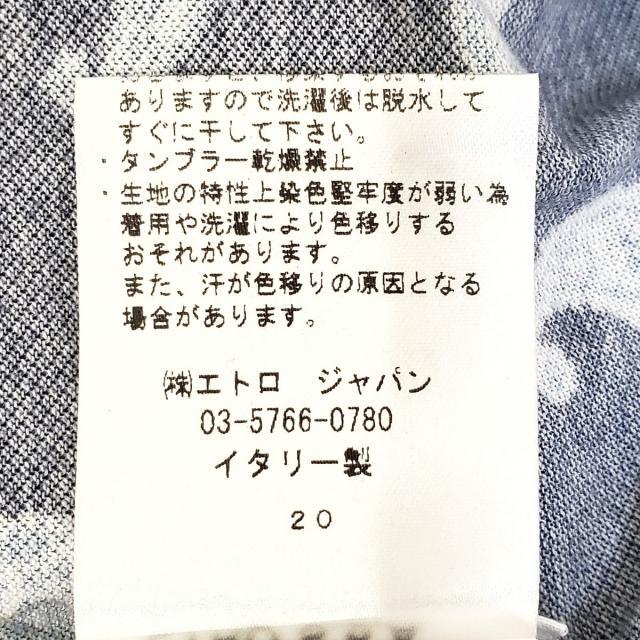 ありますので洗濯後は脱水して
すぐに干して下さい。
・タンブラー乾燥禁止
・生地の特性上染色堅牢度が弱い為
着用や洗濯により色移りする
おそれがあります。
また、汗が色移りの原因となる
場合があります。
㈱エトロ ジャパン
03-5766-0780
イタリー製
20